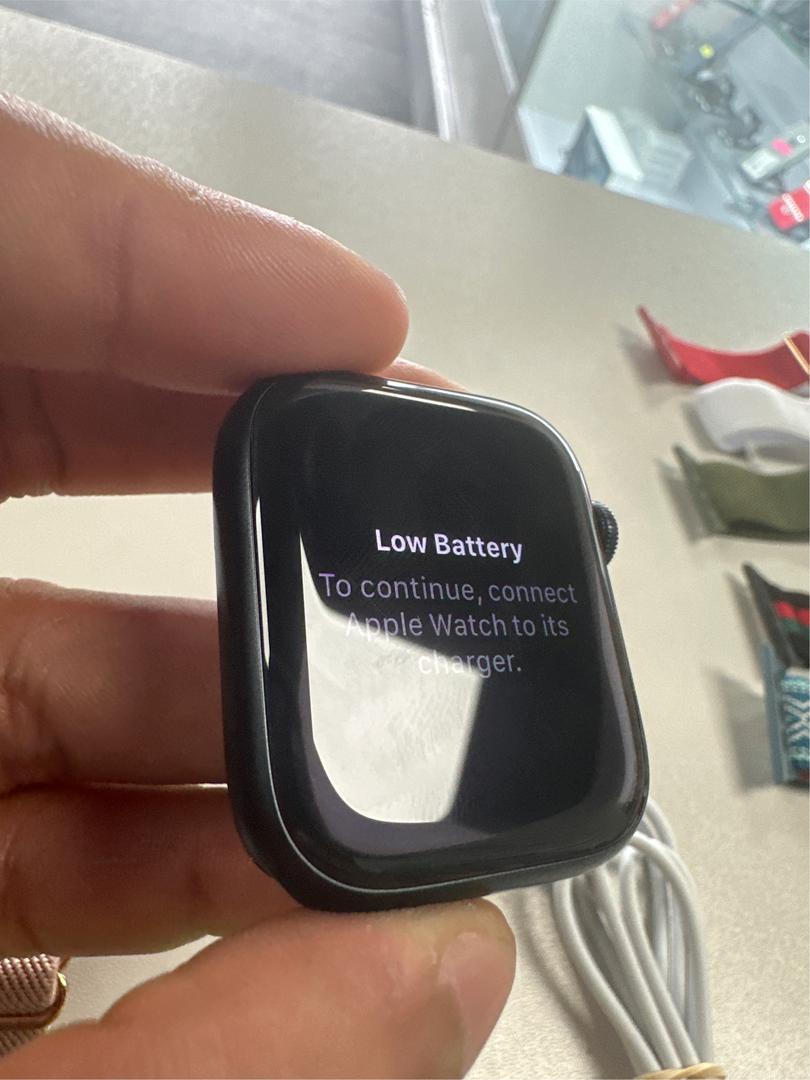 Low Battery
To continue, connect
Apple Watch to its
charger.